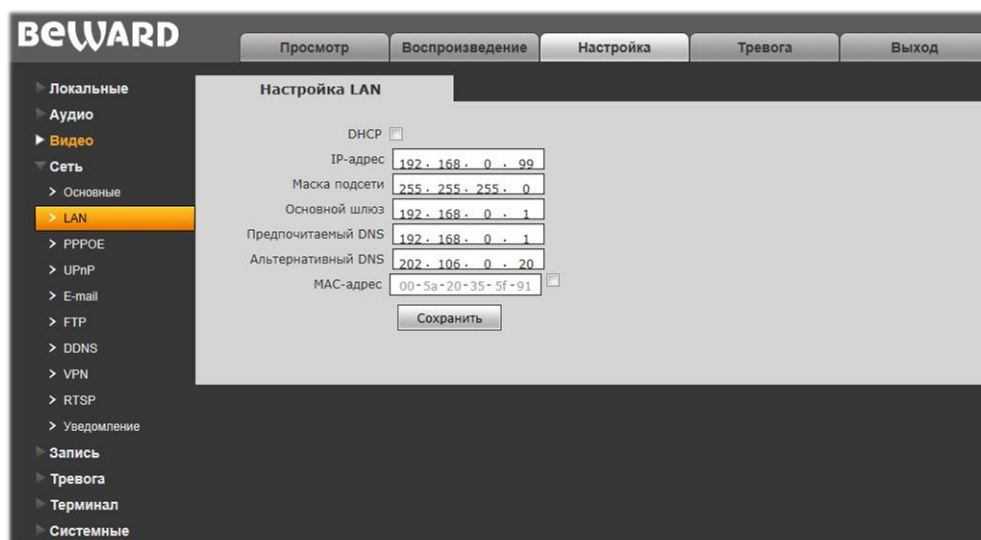 BEWARD
Просмотр Воспроизведение Настройка Тревога Выход
Локальные
Аудио
Видео
Сеть
> Основные
> LAN
> PPPOE
> UPnP
> E-mail
> FTP
> DDNS
> VPN
> RTSP
> Уведомление
Запись
Тревога
Терминал
Системные
Настройка LAN
DHCP
IP-адрес 192. 168. 0 . 99
Маска подсети 255. 255. 255. 0
Основной шлюз 192. 168. 0 . 1
Предпочитаемый DNS 192. 168. 0 . 1
Альтернативный DNS 202. 106. 0 . 20
MAC-адрес 00-5a-20-35-5f-91
Сохранить